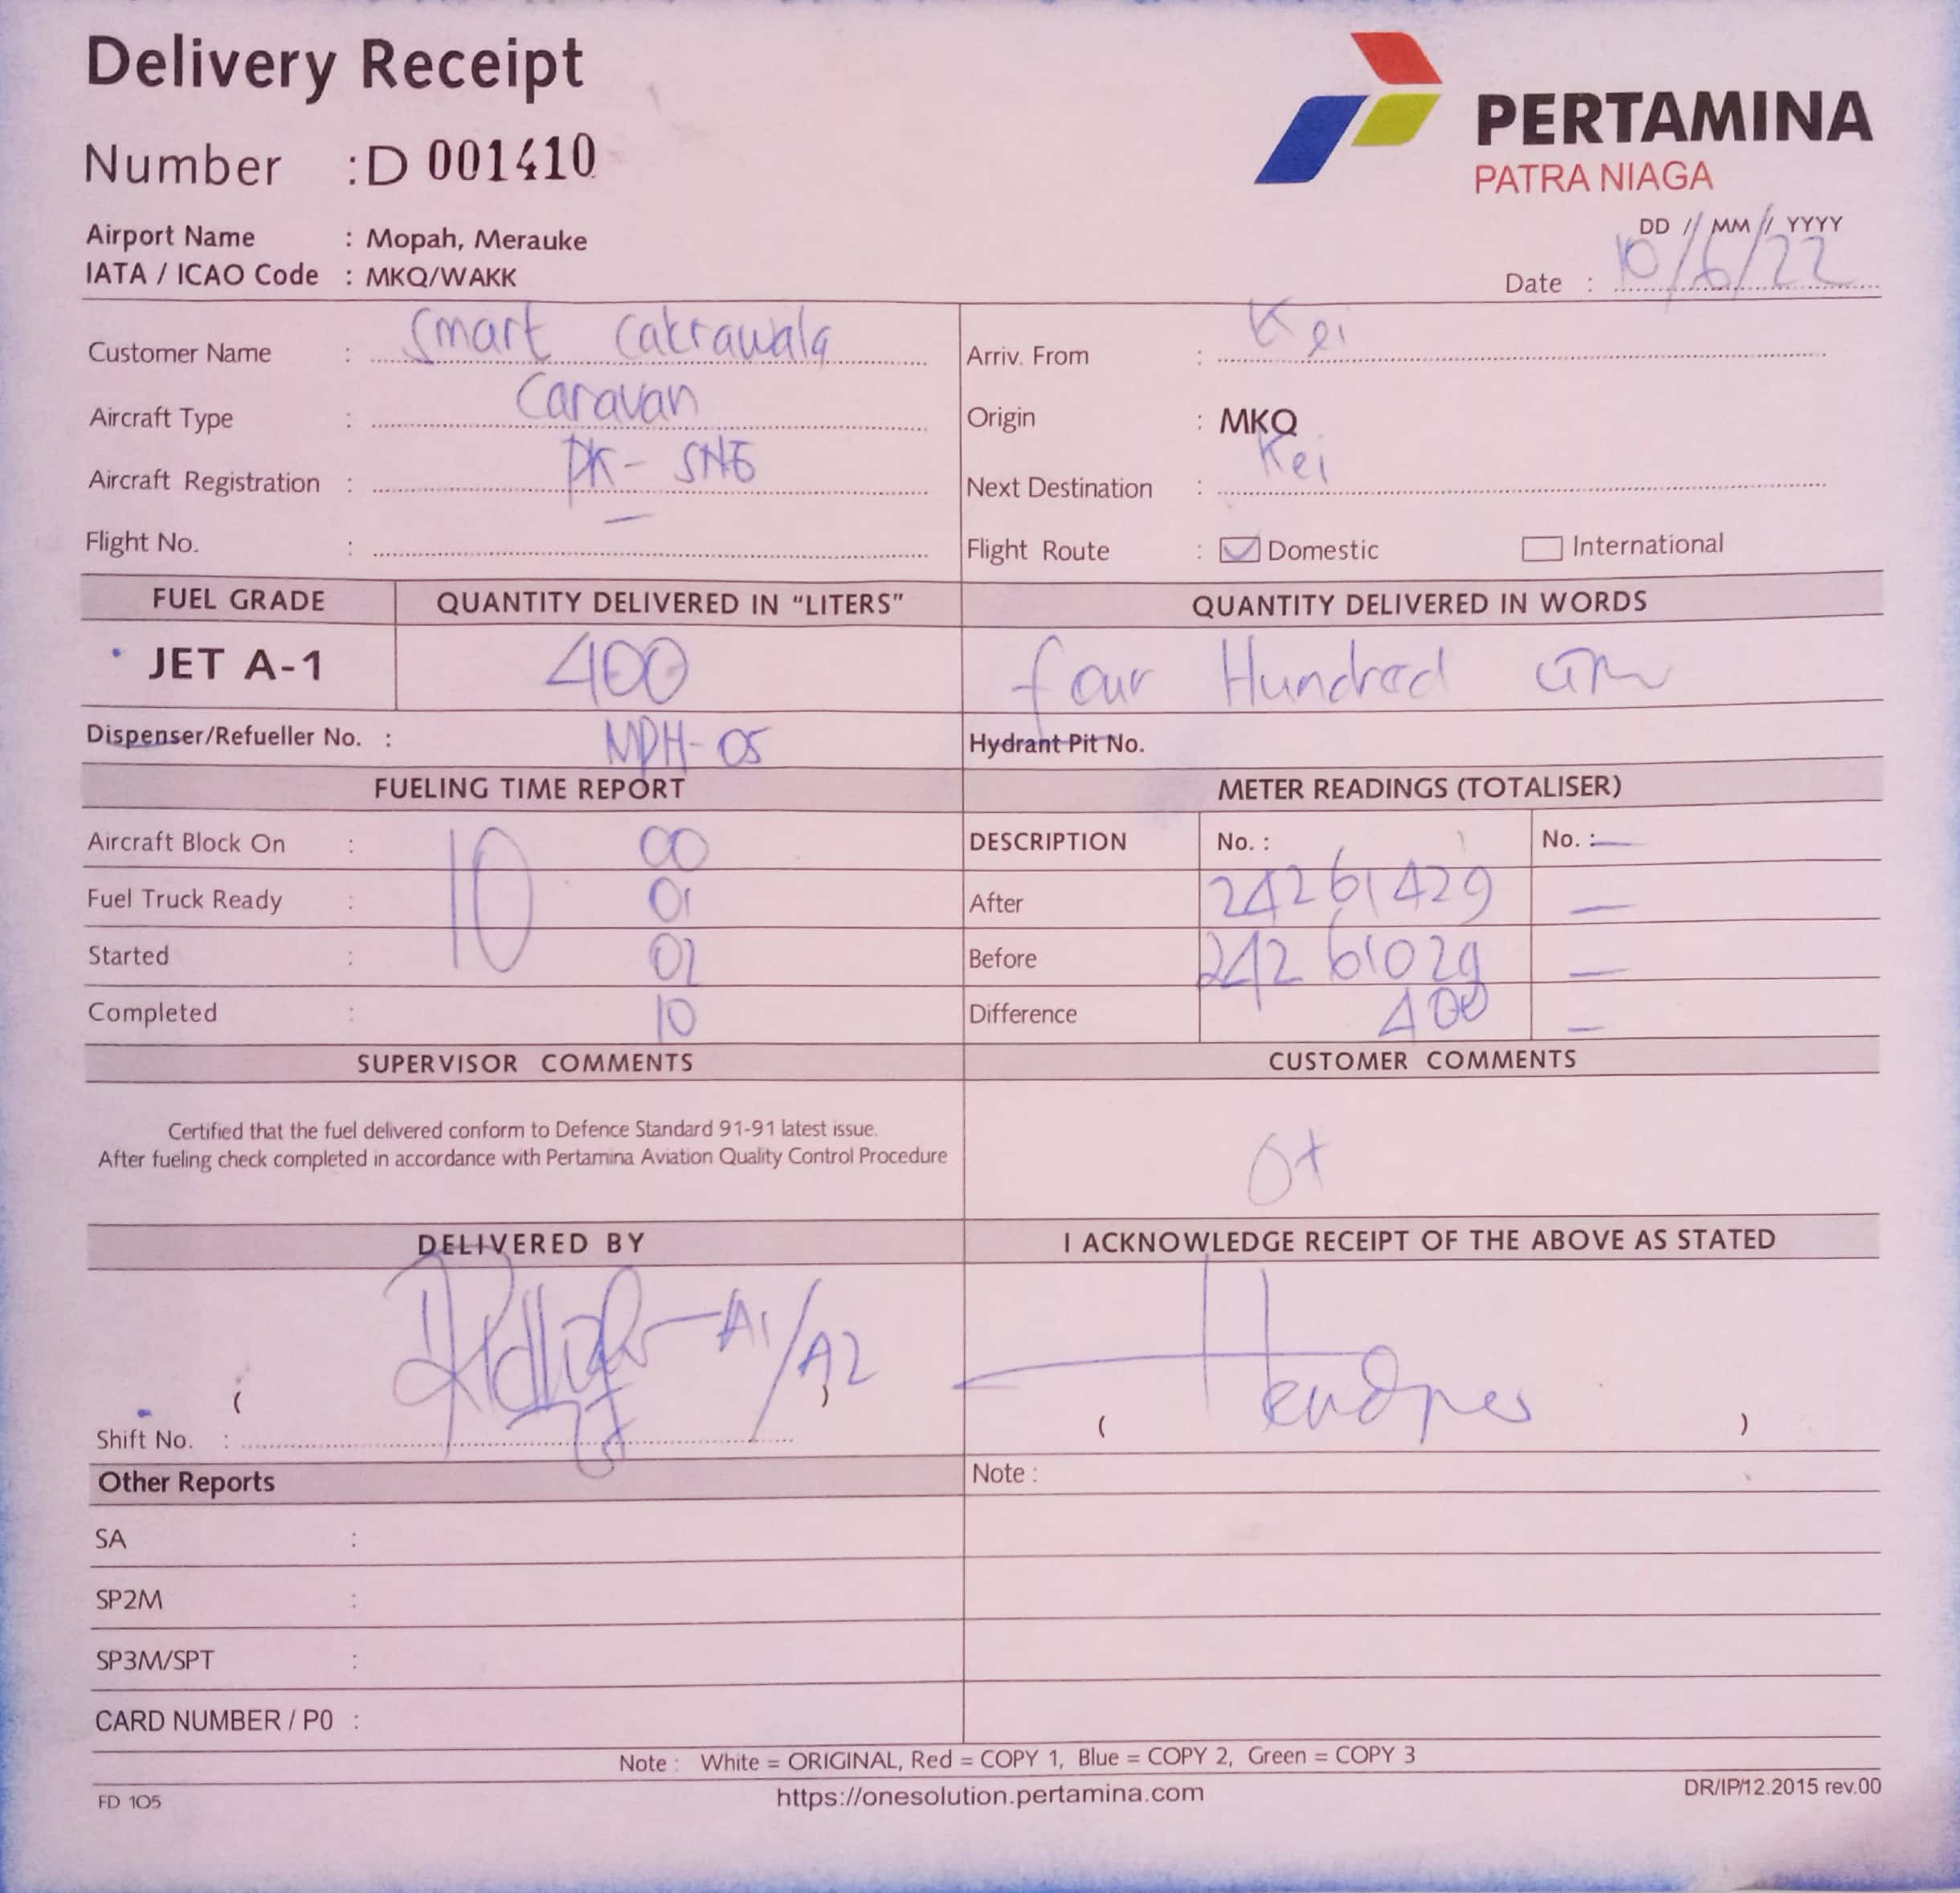 Delivery Receipt
PERTAMINA
PATRA NIAGA
Number : D 001410
Airport Name : Mopah, Merauke
IATA / ICAO Code : MKQ/WAKK
DD // MM // YYYY
Date : 10/6/22
Customer Name : Smart Cakrawala
Arriv. From : Kei
Aircraft Type : Caravan
Origin : MKQ
Aircraft Registration : PK-SNE
Next Destination : Kei
Flight No. : —
Flight Route : Domestic International
FUEL GRADE QUANTITY DELIVERED IN "LITERS" QUANTITY DELIVERED IN WORDS
JET A-1 400 four Hundred
Dispenser/Refueller No. : MPH-05 Hydrant Pit No.
FUELING TIME REPORT METER READINGS (TOTALISER)
Aircraft Block On : 10 00 DESCRIPTION No. : No. : —
Fuel Truck Ready : 01 After 24261429 —
Started : 02 Before 24261029 —
Completed : 10 Difference 400 —
SUPERVISOR COMMENTS CUSTOMER COMMENTS
Certified that the fuel delivered conform to Defence Standard 91-91 latest issue.
After fueling check completed in accordance with Pertamina Aviation Quality Control Procedure
DELIVERED BY I ACKNOWLEDGE RECEIPT OF THE ABOVE AS STATED
A1/A2
( ) ( )
Shift No. :
Other Reports Note :
SA :
SP2M :
SP3M/SPT :
CARD NUMBER / P0 :
Note : White = ORIGINAL, Red = COPY 1, Blue = COPY 2, Green = COPY 3
FD 105 https://onesolution.pertamina.com DR/IP/12.2015 rev.00